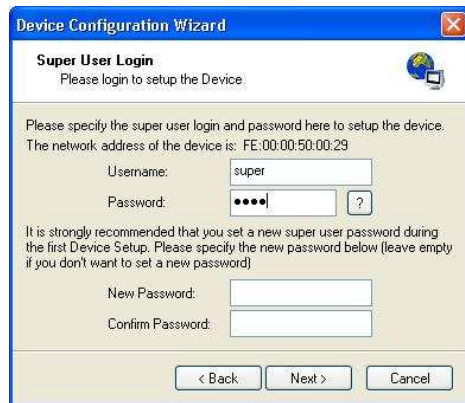 Device Configuration Wizard
Super User Login
Please login to setup the Device
Please specify the super user login and password here to setup the device.
The network address of the device is: FE:00:00:50:00:29
Username: super
Password: ●●●● ?
It is strongly recommended that you set a new super user password during
the first Device Setup. Please specify the new password below (leave empty
if you don't want to set a new password)
New Password:
Confirm Password:
< Back Next > Cancel